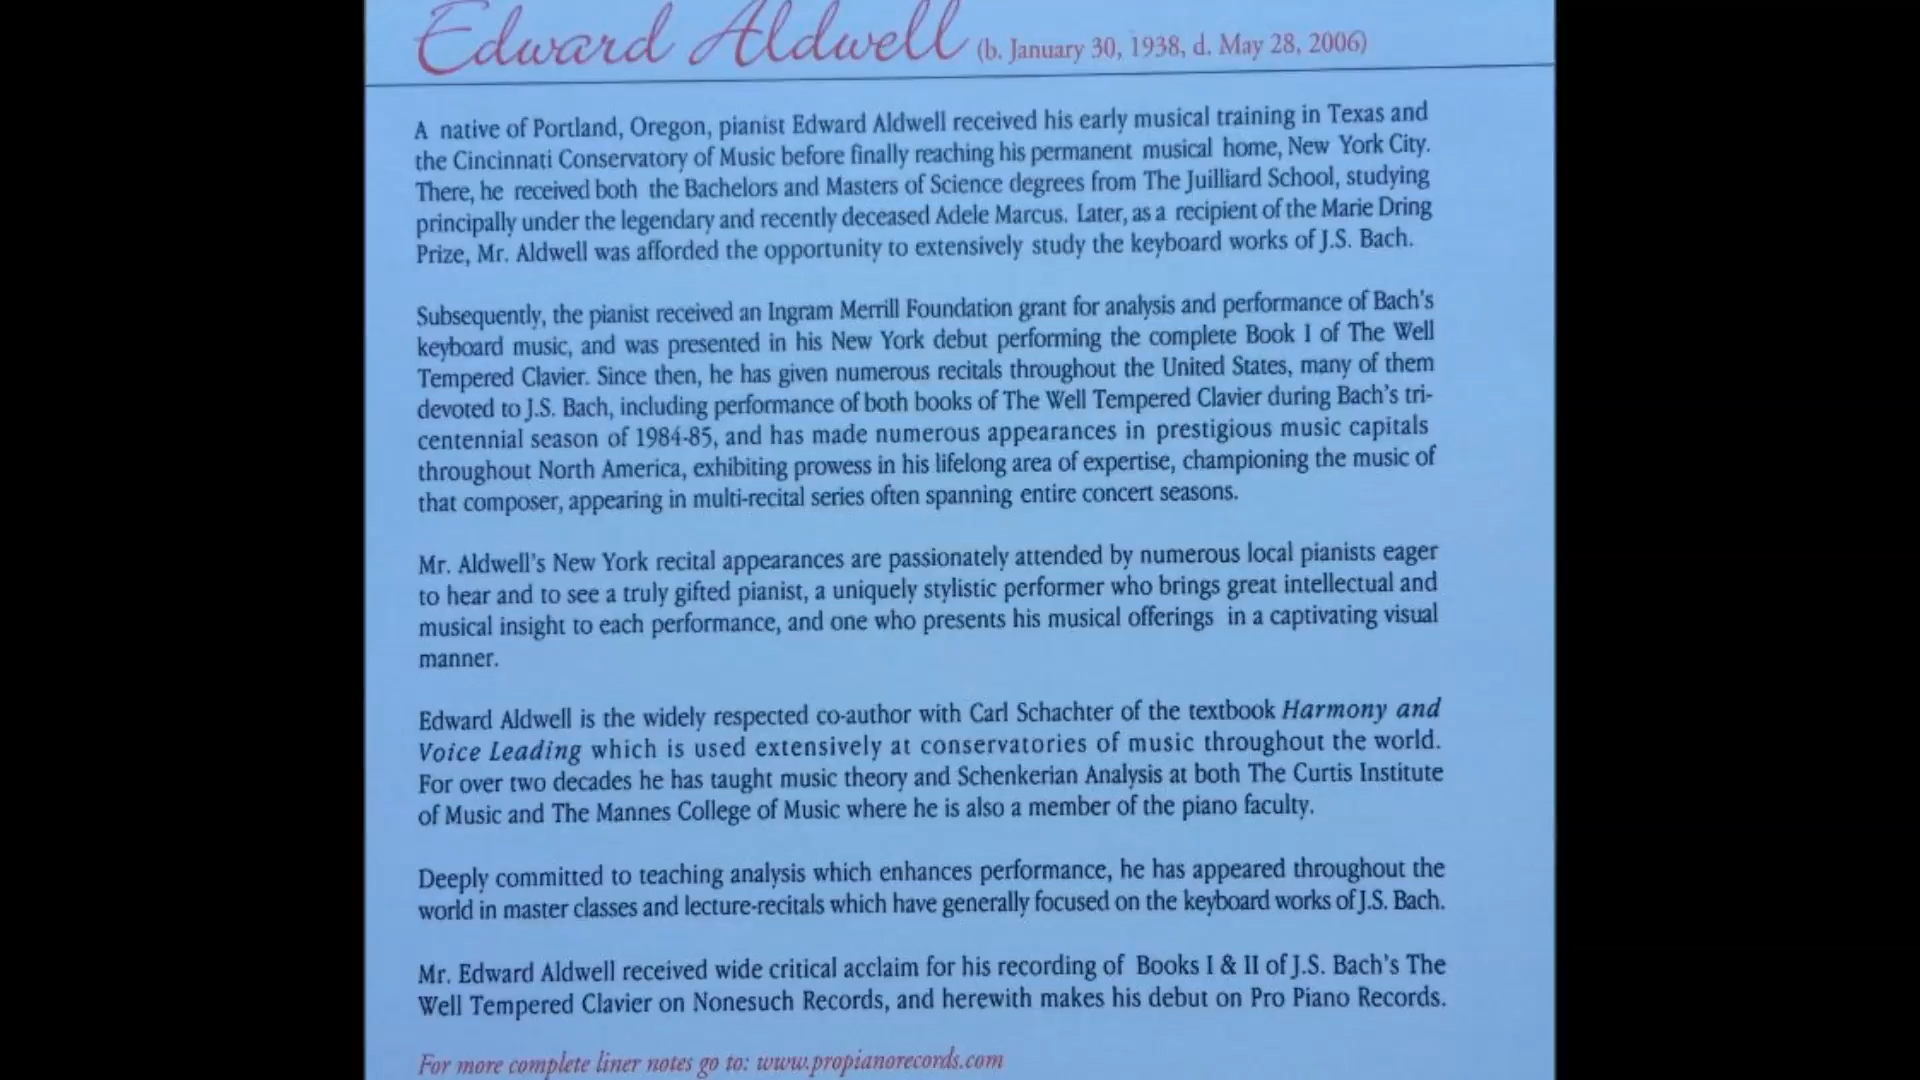 Edward Aldwell (b. January 30, 1938, d. May 28, 2006)
A native of Portland, Oregon, pianist Edward Aldwell received his early musical training in Texas and
the Cincinnati Conservatory of Music before finally reaching his permanent musical home, New York City.
There, he received both the Bachelors and Masters of Science degrees from The Juilliard School, studying
principally under the legendary and recently deceased Adele Marcus. Later, as a recipient of the Marie Dring
Prize, Mr. Aldwell was afforded the opportunity to extensively study the keyboard works of J.S. Bach.
Subsequently, the pianist received an Ingram Merrill Foundation grant for analysis and performance of Bach's
keyboard music, and was presented in his New York debut performing the complete Book I of The Well
Tempered Clavier. Since then, he has given numerous recitals throughout the United States, many of them
devoted to J.S. Bach, including performance of both books of The Well Tempered Clavier during Bach's tri-
centennial season of 1984-85, and has made numerous appearances in prestigious music capitals
throughout North America, exhibiting prowess in his lifelong area of expertise, championing the music of
that composer, appearing in multi-recital series often spanning entire concert seasons.
Mr. Aldwell's New York recital appearances are passionately attended by numerous local pianists eager
to hear and to see a truly gifted pianist, a uniquely stylistic performer who brings great intellectual and
musical insight to each performance, and one who presents his musical offerings in a captivating visual
manner.
Edward Aldwell is the widely respected co-author with Carl Schachter of the textbook Harmony and
Voice Leading which is used extensively at conservatories of music throughout the world.
For over two decades he has taught music theory and Schenkerian Analysis at both The Curtis Institute
of Music and The Mannes College of Music where he is also a member of the piano faculty.
Deeply committed to teaching analysis which enhances performance, he has appeared throughout the
world in master classes and lecture-recitals which have generally focused on the keyboard works of J.S. Bach.
Mr. Edward Aldwell received wide critical acclaim for his recording of Books I & II of J.S. Bach's The
Well Tempered Clavier on Nonesuch Records, and herewith makes his debut on Pro Piano Records.
For more complete liner notes go to: www.propianorecords.com